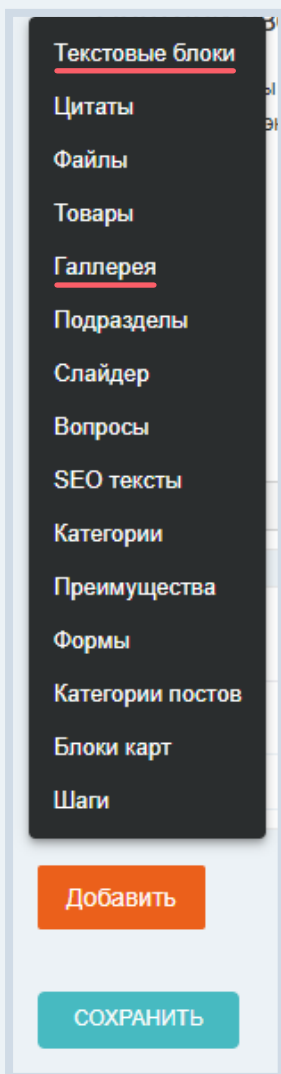 Текстовые блоки
Цитаты
Файлы
Товары
Галлерея
Подразделы
Слайдер
Вопросы
SEO тексты
Категории
Преимущества
Формы
Категории постов
Блоки карт
Шаги
Добавить
СОХРАНИТЬ